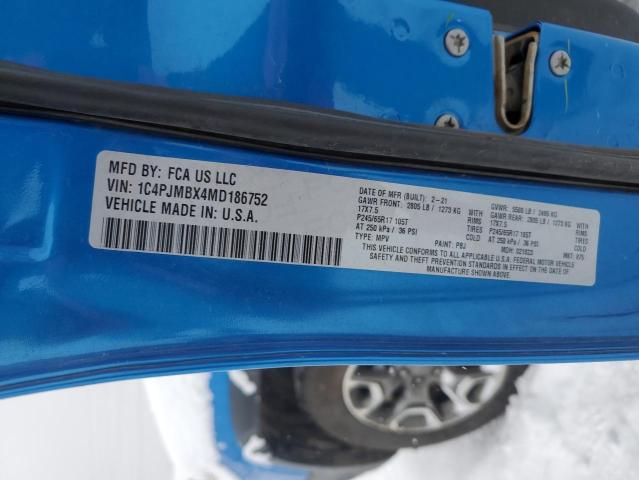 MFD BY: FCA US LLC
VIN: 1C4PJMBX4MD186752
VEHICLE MADE IN: U.S.A.
DATE OF MFR (BUILT): 2-21
GAWR FRONT: 2805 LB / 1273 KG
17X7.5 RIMS
P245/65R17 105T TIRES
AT 250 kPa / 36 PSI COLD
TYPE: MPV PAINT: PBJ
GVWR: 5500 LB / 2495 KG
GAWR REAR: 2805 LB / 1273 KG
17X7.5 RIMS
P245/65R17 105T TIRES
AT 250 kPa / 36 PSI COLD
MDH: 021823 MKT:
THIS VEHICLE CONFORMS TO ALL APPLICABLE U.S.A. FEDERAL MOTOR VEHICLE
SAFETY AND THEFT PREVENTION STANDARDS IN EFFECT ON THE DATE OF
MANUFACTURE SHOWN ABOVE.